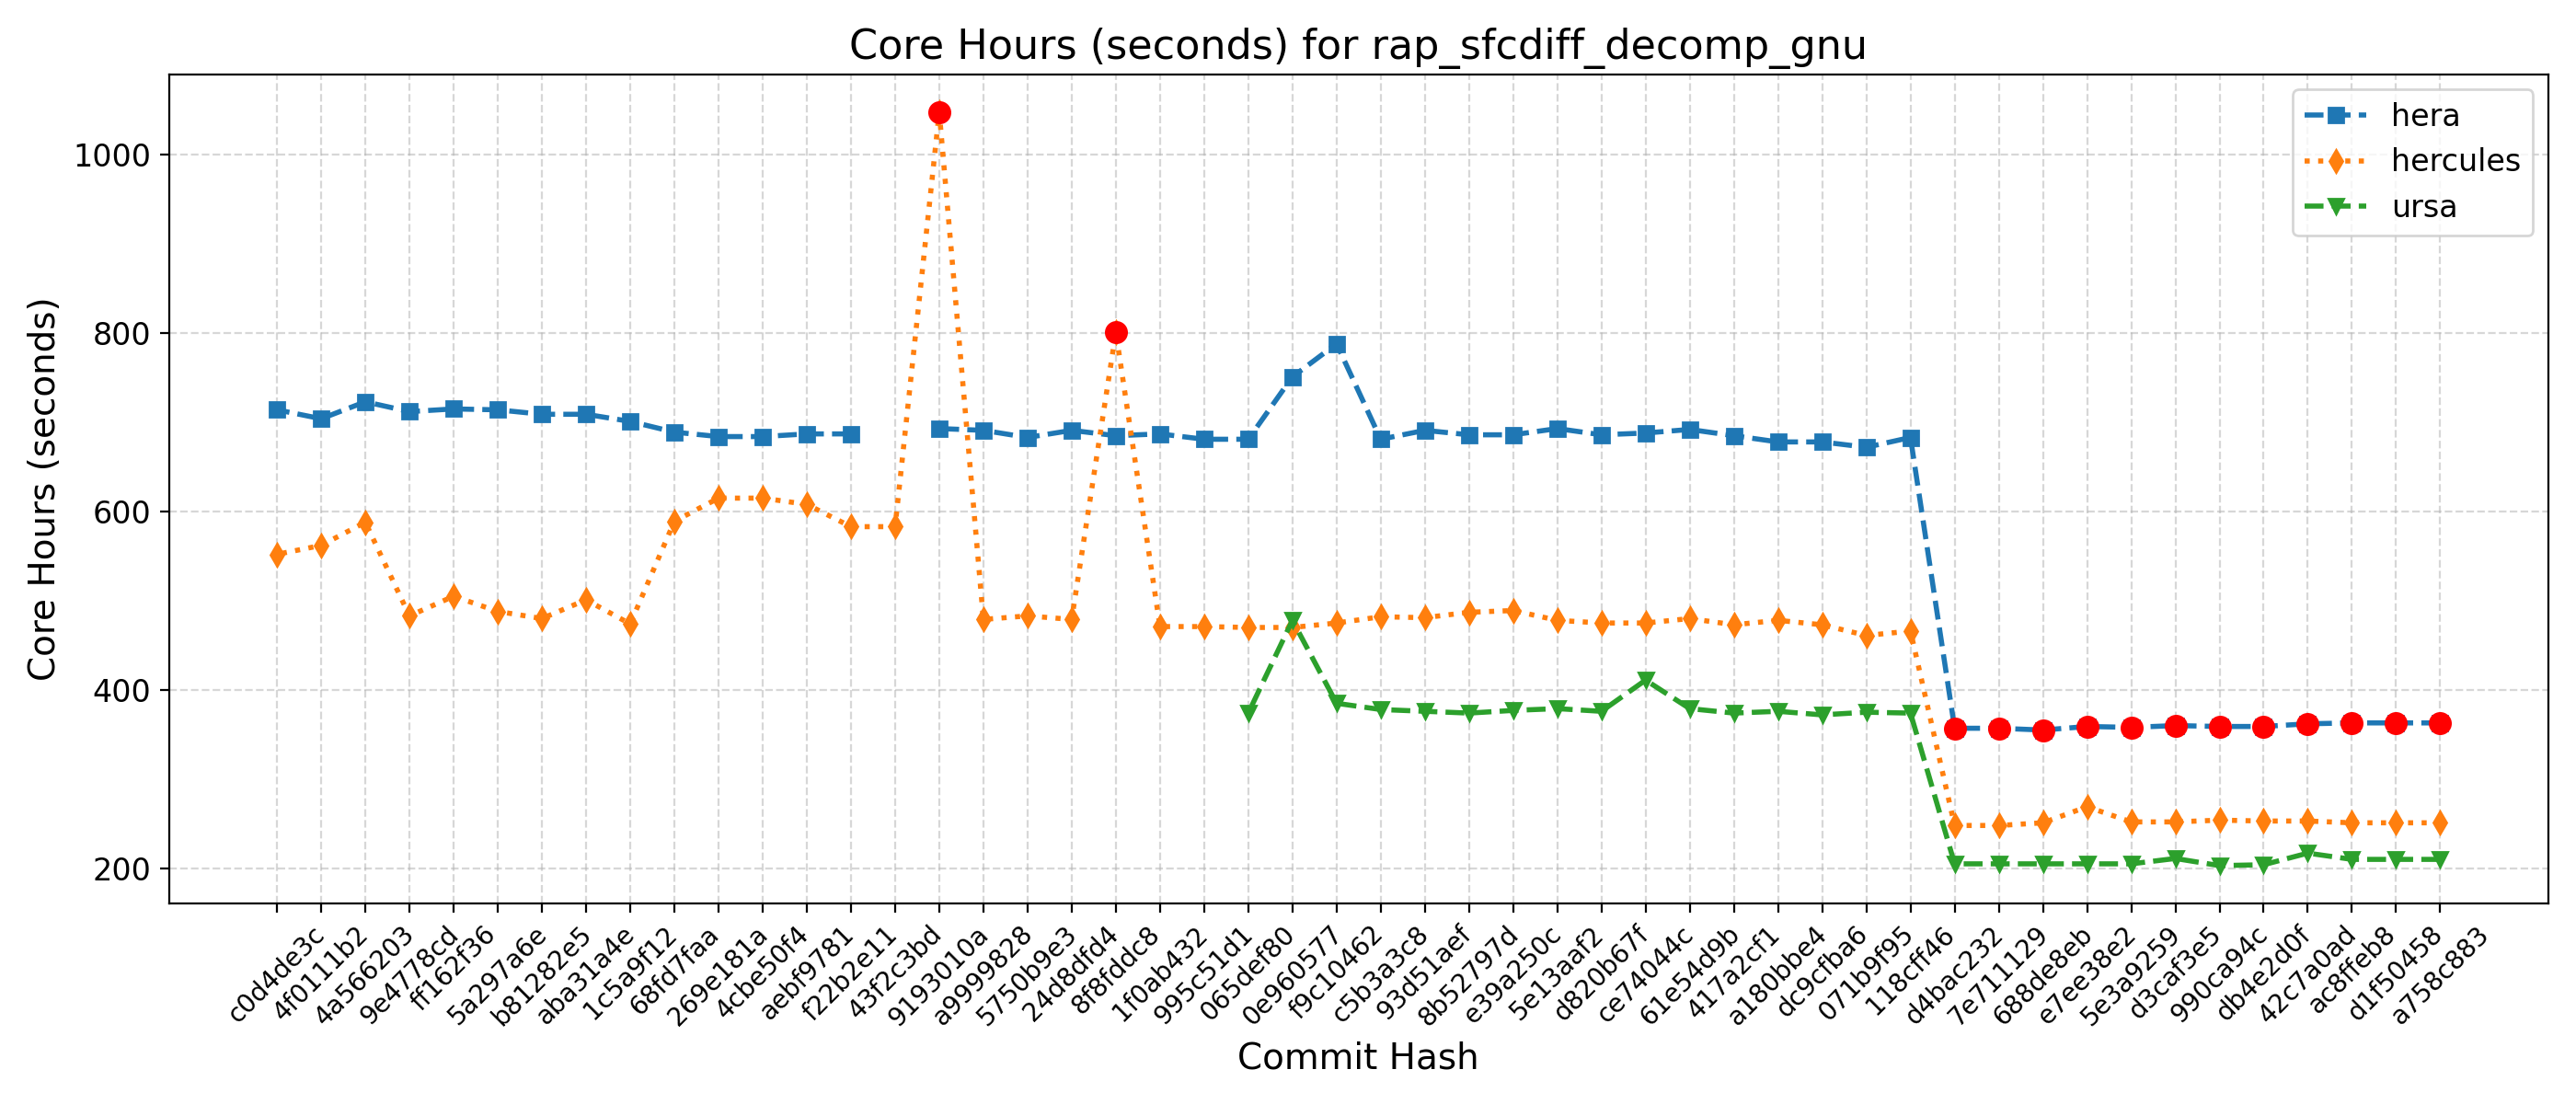 Core Hours (seconds) for rap_sfcdiff_decomp_gnu
hera
hercules
ursa
Core Hours (seconds)
1000
800
600
400
200
c0d4de3c
4f0111b2
4a566203
9e4778cd
ff162f36
5a297a6e
b81282e5
aba31a4e
1c5a9f12
68fd7faa
269e181a
4cbe50f4
aebf9781
f22b2e11
43f2c3bd
9193010a
a9999828
5750b9e3
24d8dfd4
8f8fddc8
1f0ab432
995c51d1
065def80
0e960577
f9c10462
c5b3a3c8
93d51aef
8b52797d
e39a250c
5e13aaf2
d820b67f
ce74044c
61e54d9b
417a2cf1
a180bbe4
dc9cfba6
071b9f95
118cff46
d4bac232
7e711129
688de8eb
e7ee38e2
5e3a9259
d3caf3e5
990ca94c
db4e2d0f
42c7a0ad
ac8ffeb8
d1f50458
a758c883
Commit Hash